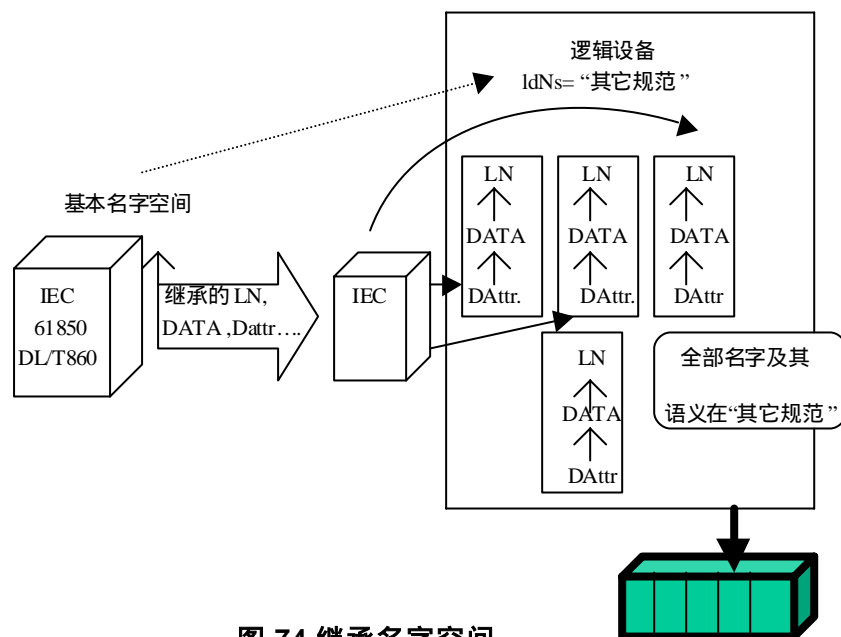 逻辑设备
ldNs= “其它规范”
基本名字空间
IEC
61850
DL/T860
继承的 LN,
DATA ,Dattr….
IEC
LN
DATA
DAttr.
LN
DATA
DAttr.
LN
DATA
DAttr
LN
DATA
DAttr
全部名字及其
语义在“其它规范”
图 74 继承名字空间